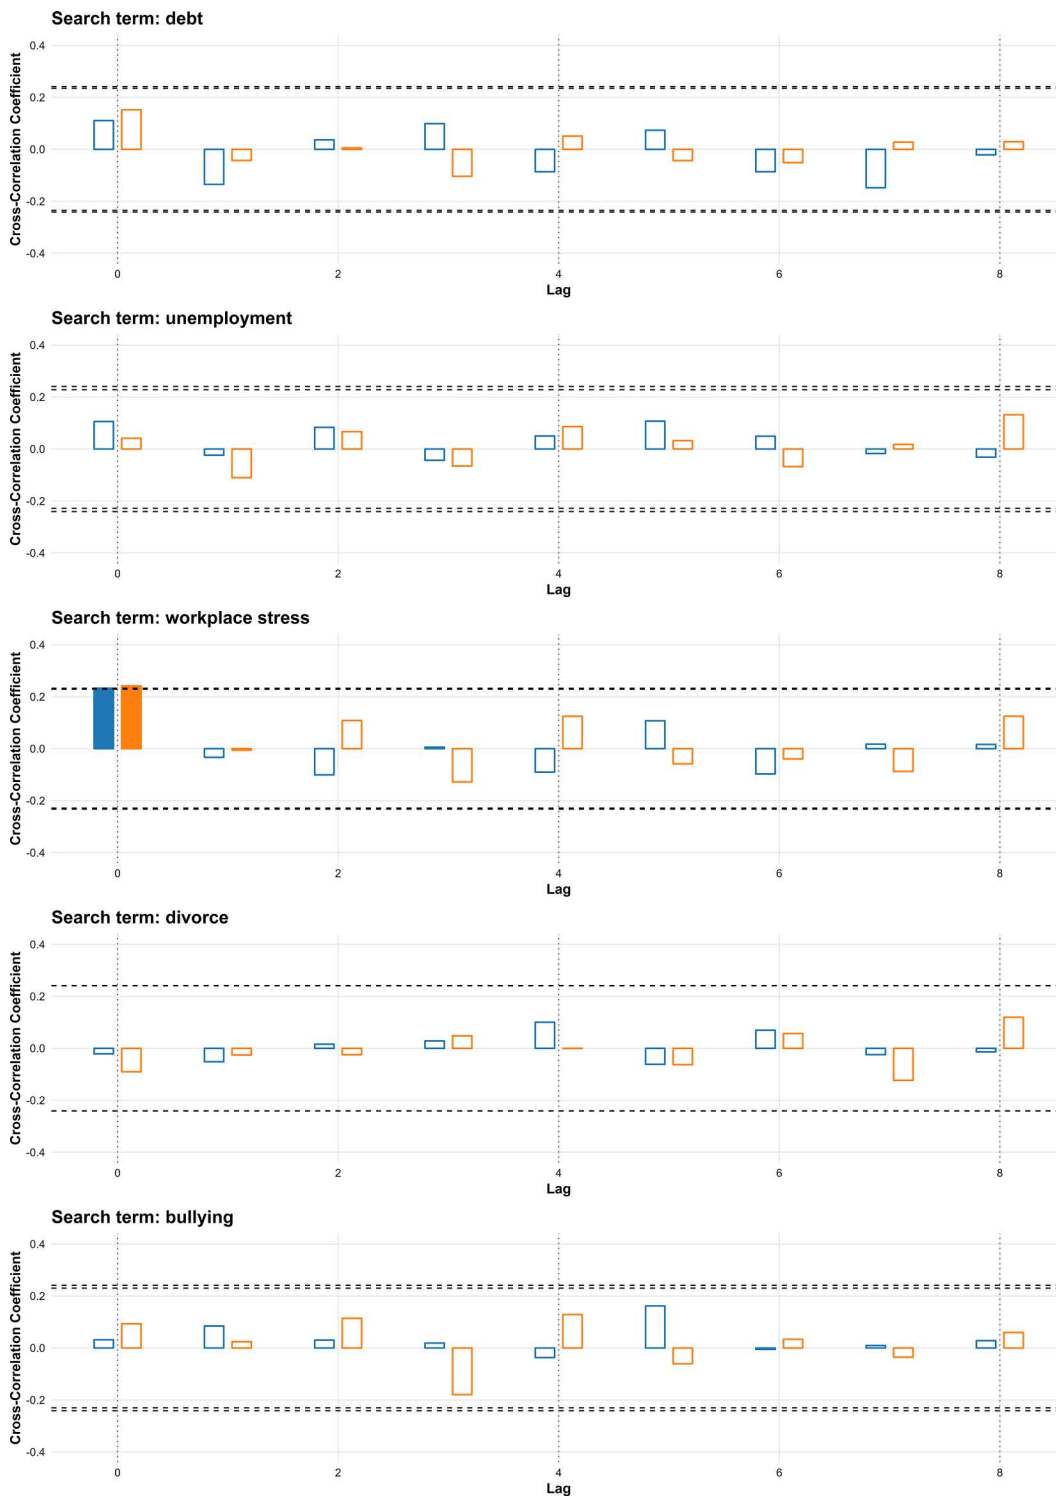 Search term: debt
Cross-Correlation Coefficient
0.4
0.2
0.0
-0.2
-0.4
0 2 4 6 8
Lag
Search term: unemployment
Cross-Correlation Coefficient
0.4
0.2
0.0
-0.2
-0.4
0 2 4 6 8
Lag
Search term: workplace stress
Cross-Correlation Coefficient
0.4
0.2
0.0
-0.2
-0.4
0 2 4 6 8
Lag
Search term: divorce
Cross-Correlation Coefficient
0.4
0.2
0.0
-0.2
-0.4
0 2 4 6 8
Lag
Search term: bullying
Cross-Correlation Coefficient
0.4
0.2
0.0
-0.2
-0.4
0 2 4 6 8
Lag